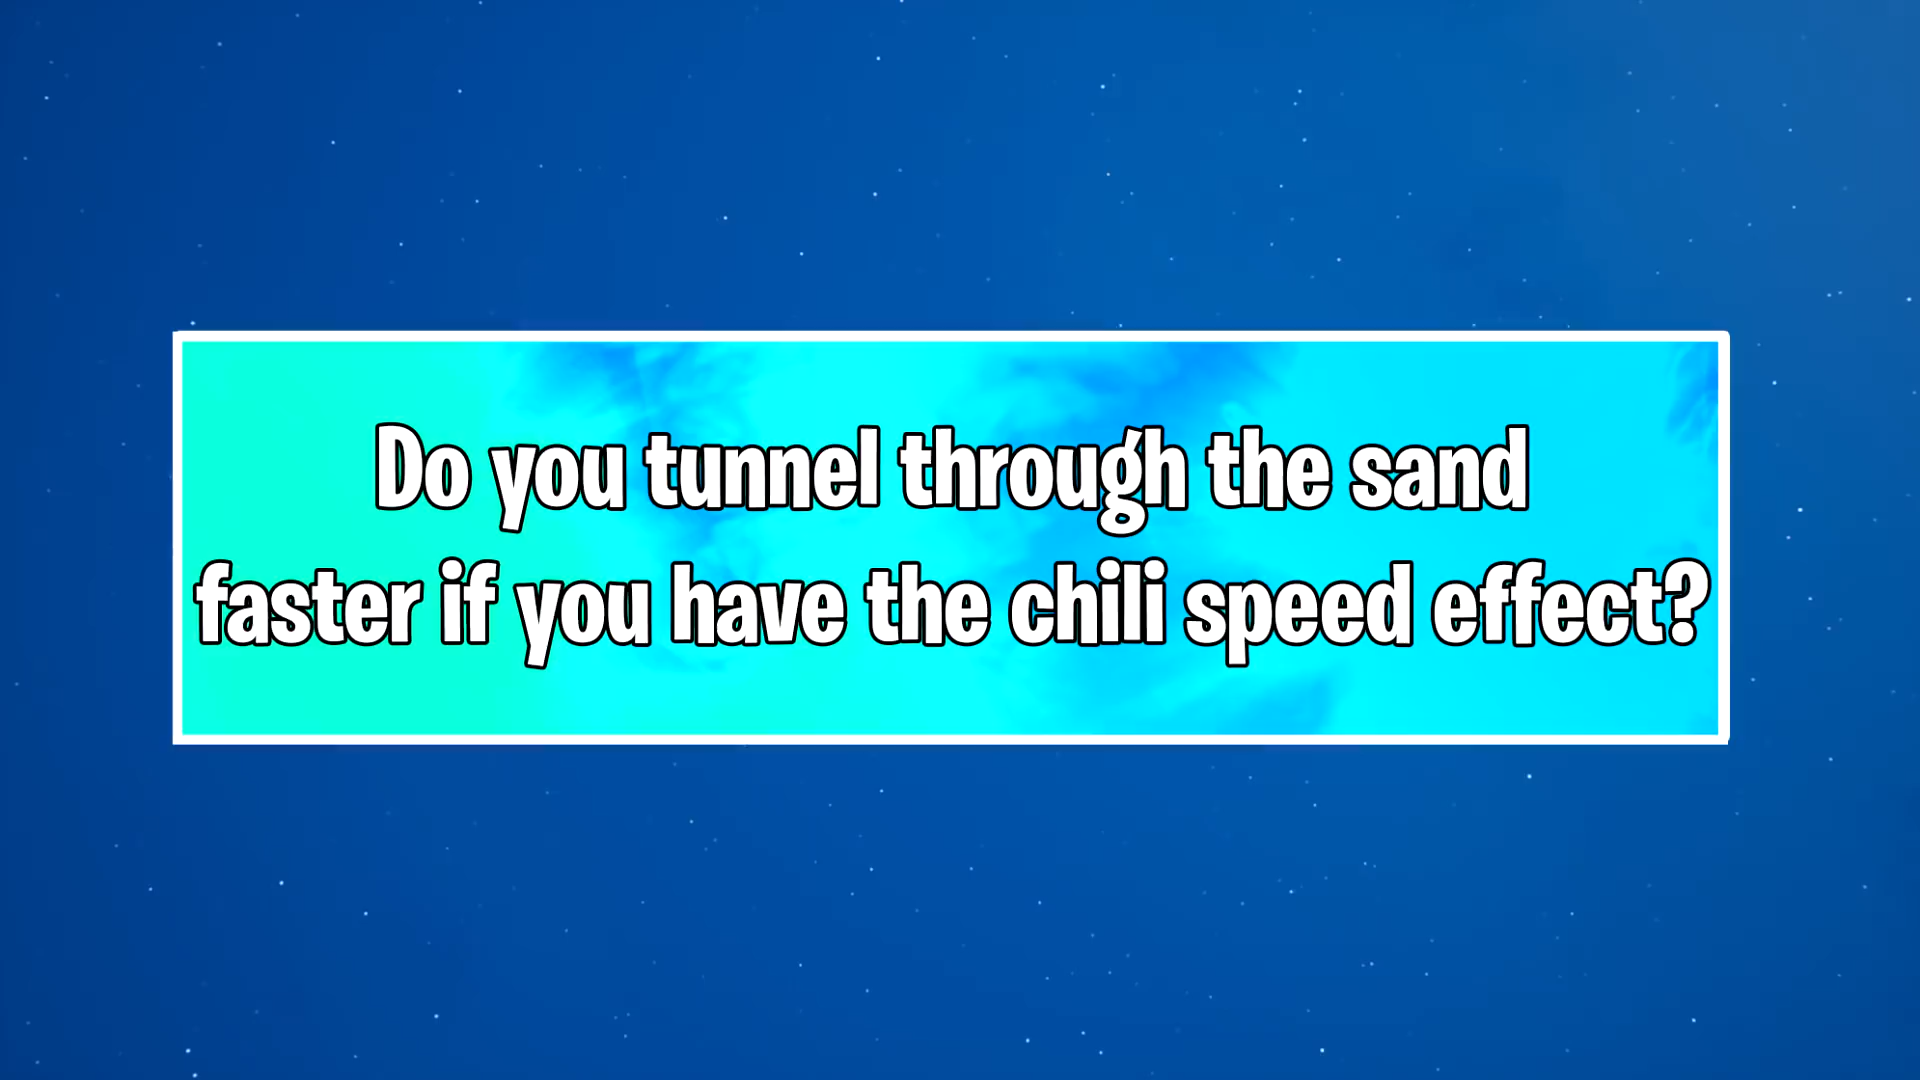 Do you tunnel through the sand
faster if you have the chili speed effect?